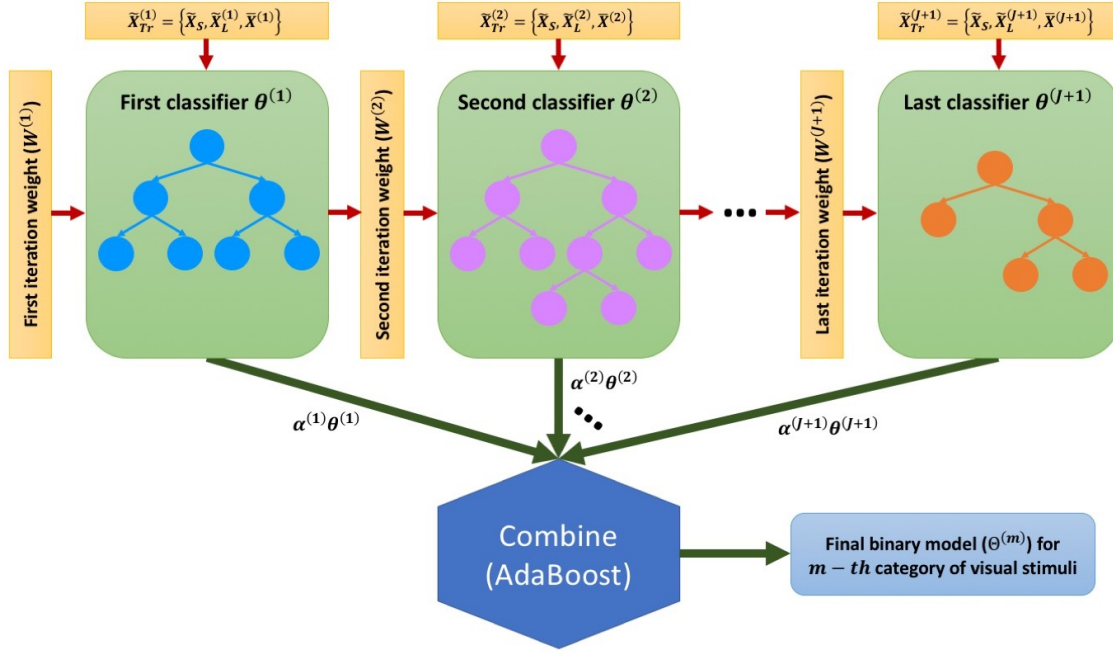 X̃_Tr^(1) = {X̃_S, X̃_L^(1), X̄^(1)}
X̃_Tr^(2) = {X̃_S, X̃_L^(2), X̄^(2)}
X̃_Tr^(J+1) = {X̃_S, X̃_L^(J+1), X̄^(J+1)}
First iteration weight (W^(1))
First classifier θ^(1)
Second iteration weight (W^(2))
Second classifier θ^(2)
...
Last iteration weight (W^(J+1))
Last classifier θ^(J+1)
α^(1)θ^(1)
α^(2)θ^(2)
...
α^(J+1)θ^(J+1)
Combine
(AdaBoost)
Final binary model (Θ^(m)) for
m − th category of visual stimuli